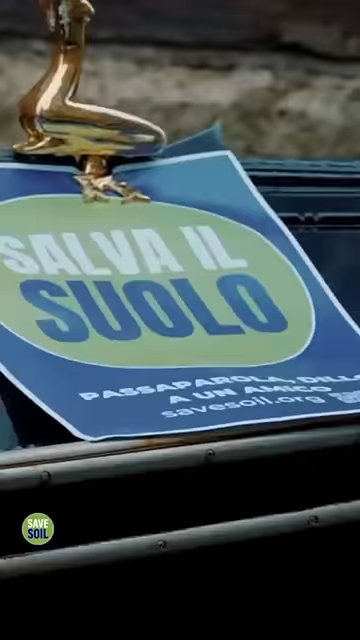 SALVA IL
SUOLO
PASSAPAROLA, DILLO
A UN AMICO
savesoil.org
SAVE
SOIL